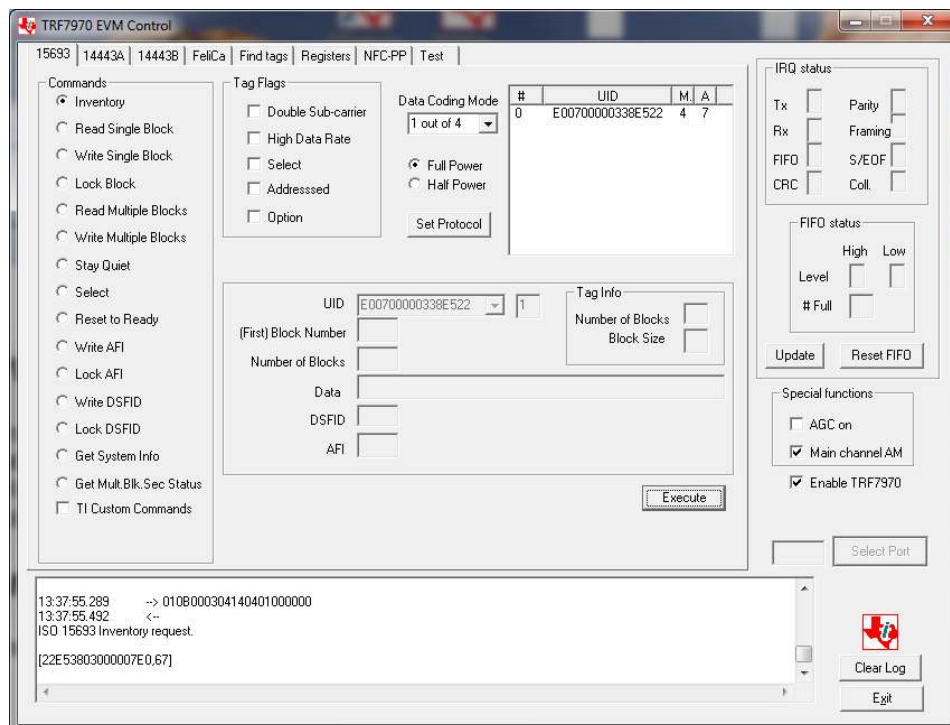 TRF7970 EVM Control
15693 14443A 14443B FeliCa Find tags Registers NFC-PP Test
Commands
Inventory
Read Single Block
Write Single Block
Lock Block
Read Multiple Blocks
Write Multiple Blocks
Stay Quiet
Select
Reset to Ready
Write AFI
Lock AFI
Write DSFID
Lock DSFID
Get System Info
Get Mult.Blk.Sec Status
TI Custom Commands
Tag Flags
Double Sub-carrier
High Data Rate
Select
Addresssed
Option
Data Coding Mode
1 out of 4
Full Power
Half Power
Set Protocol
# UID M. A
0 E00700000338E522 4 7
UID E00700000338E522 1
(First) Block Number
Number of Blocks
Data
DSFID
AFI
Tag Info
Number of Blocks
Block Size
Execute
IRQ status
Tx Parity
Rx Framing
FIFO S/EOF
CRC Coll.
FIFO status
High Low
Level
# Full
Update Reset FIFO
Special functions
AGC on
Main channel AM
Enable TRF7970
Select Port
13:37:55.289 --> 010B000304140401000000
13:37:55.492 <--
ISO 15693 Inventory request.
[22E53803000007E0,67]
Clear Log
Exit